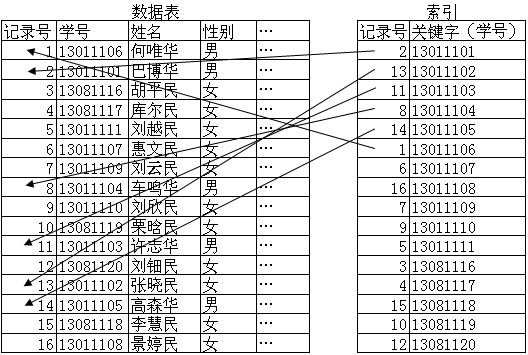 数据表 索引
记录号 学号 姓名 性别 … 记录号 关键字（学号）
1 13011106 何唯华 男 … 2 13011101
2 13011101 巴博华 男 … 13 13011102
3 13081116 胡平民 女 … 11 13011103
4 13081117 库尔民 女 … 8 13011104
5 13011111 刘越民 女 … 14 13011105
6 13011107 惠文民 女 … 1 13011106
7 13011109 刘云民 女 … 6 13011107
8 13011104 车鸣华 男 … 16 13011108
9 13011110 刘欣民 女 … 7 13011109
10 13081119 栗晗民 女 … 9 13011110
11 13011103 许志华 男 … 5 13011111
12 13081120 刘钿民 女 … 3 13081116
13 13011102 张晓民 女 … 4 13081117
14 13011105 高森华 男 … 15 13081118
15 13081118 李慧民 女 … 10 13081119
16 13011108 景婷民 女 … 12 13081120